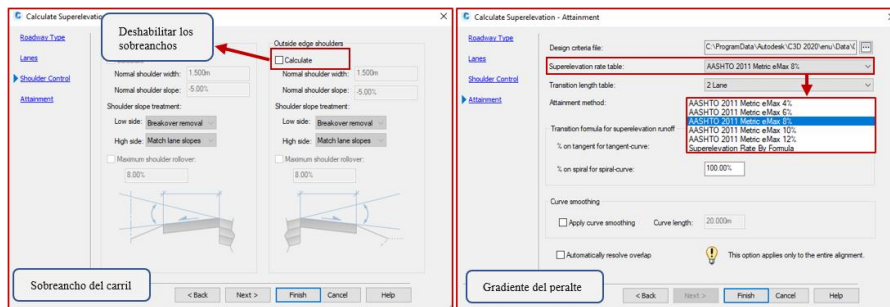 Calculate Superelevation
Deshabilitar los
sobreanchos
Roadway Type
Lanes
Shoulder Control
Attainment
Outside edge shoulders
Calculate
Normal shoulder width: 1.500m
Normal shoulder slope: -5.00%
Shoulder slope treatment:
Low side: Breakover removal
High side: Match lane slopes
Maximum shoulder rollover:
8.00%
Normal shoulder width: 1.500m
Normal shoulder slope: -5.00%
Shoulder slope treatment:
Low side: Breakover removal
High side: Match lane slopes
Maximum shoulder rollover:
8.00%
Sobreancho del carril
< Back Next > Finish Cancel Help
Calculate Superelevation - Attainment
Roadway Type
Lanes
Shoulder Control
Attainment
Design criteria file: C:\ProgramData\Autodesk\C3D 2020\enu\Data\
Superelevation rate table: AASHTO 2011 Metric eMax 8%
Transition length table: 2 Lane
Attainment method:
AASHTO 2011 Metric eMax 4%
AASHTO 2011 Metric eMax 6%
AASHTO 2011 Metric eMax 8%
AASHTO 2011 Metric eMax 10%
AASHTO 2011 Metric eMax 12%
Superelevation Rate By Formula
Transition formula for superelevation runoff
% on tangent for tangent-curve:
% on spiral for spiral-curve: 100.00%
Curve smoothing
Apply curve smoothing Curve length: 20.000m
Automatically resolve overlap This option applies only to the entire alignment.
Gradiente del peralte
< Back Next > Finish Cancel Help